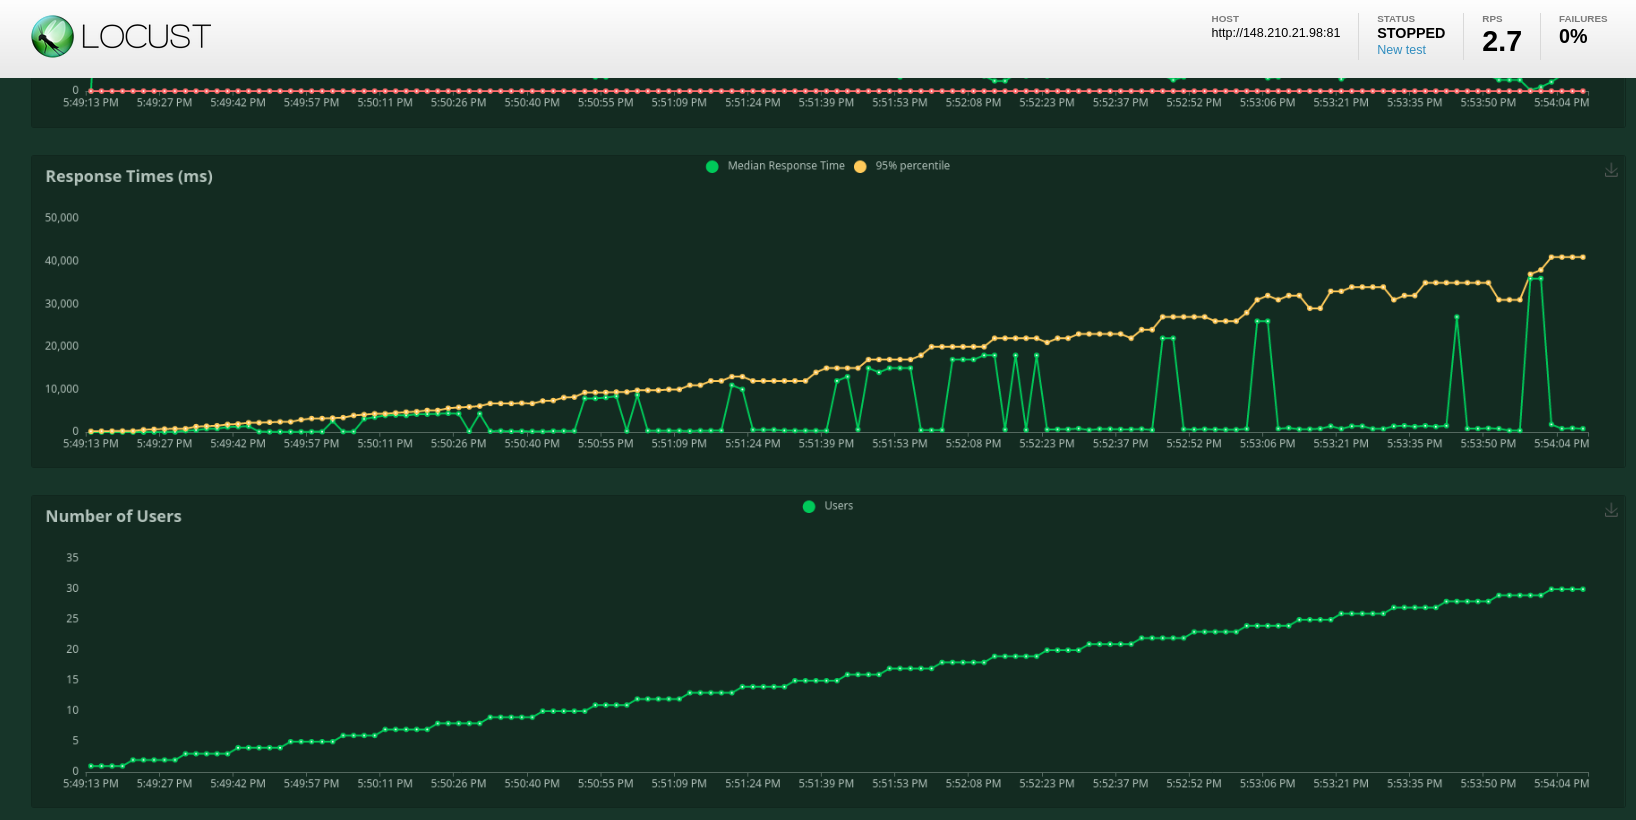 LOCUST
HOST
http://148.210.21.98:81
STATUS
STOPPED
New test
RPS
2.7
FAILURES
0%
0
5:49:13 PM 5:49:27 PM 5:49:42 PM 5:49:57 PM 5:50:11 PM 5:50:26 PM 5:50:40 PM 5:50:55 PM 5:51:09 PM 5:51:24 PM 5:51:39 PM 5:51:53 PM 5:52:08 PM 5:52:23 PM 5:52:37 PM 5:52:52 PM 5:53:06 PM 5:53:21 PM 5:53:35 PM 5:53:50 PM 5:54:04 PM
Response Times (ms)
Median Response Time 95% percentile
50,000
40,000
30,000
20,000
10,000
0
5:49:13 PM 5:49:27 PM 5:49:42 PM 5:49:57 PM 5:50:11 PM 5:50:26 PM 5:50:40 PM 5:50:55 PM 5:51:09 PM 5:51:24 PM 5:51:39 PM 5:51:53 PM 5:52:08 PM 5:52:23 PM 5:52:37 PM 5:52:52 PM 5:53:06 PM 5:53:21 PM 5:53:35 PM 5:53:50 PM 5:54:04 PM
Number of Users
Users
35
30
25
20
15
10
5
0
5:49:13 PM 5:49:27 PM 5:49:42 PM 5:49:57 PM 5:50:11 PM 5:50:26 PM 5:50:40 PM 5:50:55 PM 5:51:09 PM 5:51:24 PM 5:51:39 PM 5:51:53 PM 5:52:08 PM 5:52:23 PM 5:52:37 PM 5:52:52 PM 5:53:06 PM 5:53:21 PM 5:53:35 PM 5:53:50 PM 5:54:04 PM